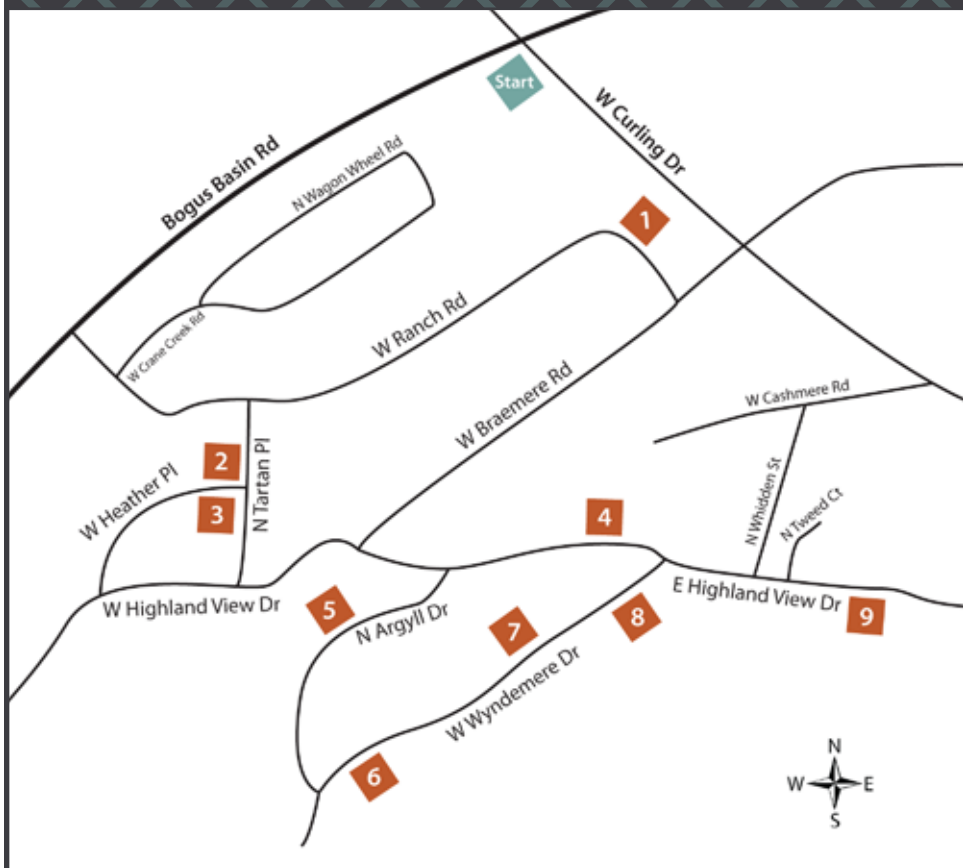 Start
W Curling Dr
Bogus Basin Rd
N Wagon Wheel Rd
1
W Crane Creek Rd
W Ranch Rd
W Braemere Rd
W Cashmere Rd
2
W Heather Pl
3
N Tartan Pl
4
N Whidden St
N Tweed Ct
W Highland View Dr
5
N Argyll Dr
7
8
E Highland View Dr
9
W Wyndemere Dr
6
N
W E
S